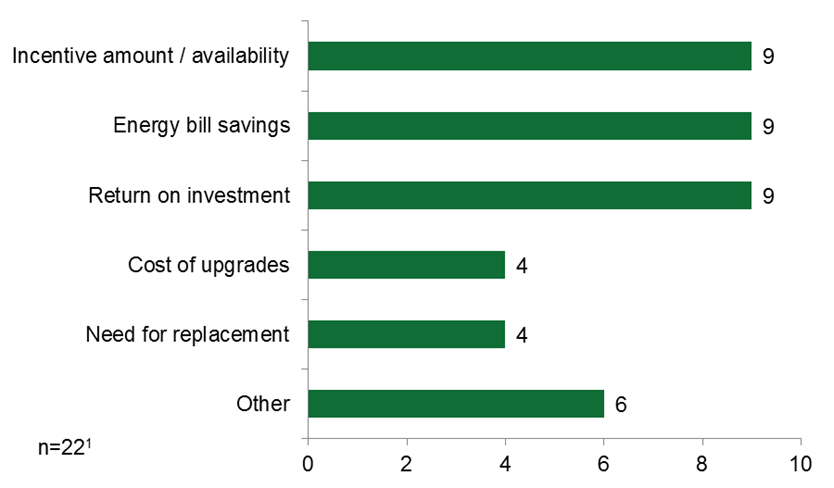 Incentive amount / availability 9
Energy bill savings 9
Return on investment 9
Cost of upgrades 4
Need for replacement 4
Other 6
n=22¹
0 2 4 6 8 10